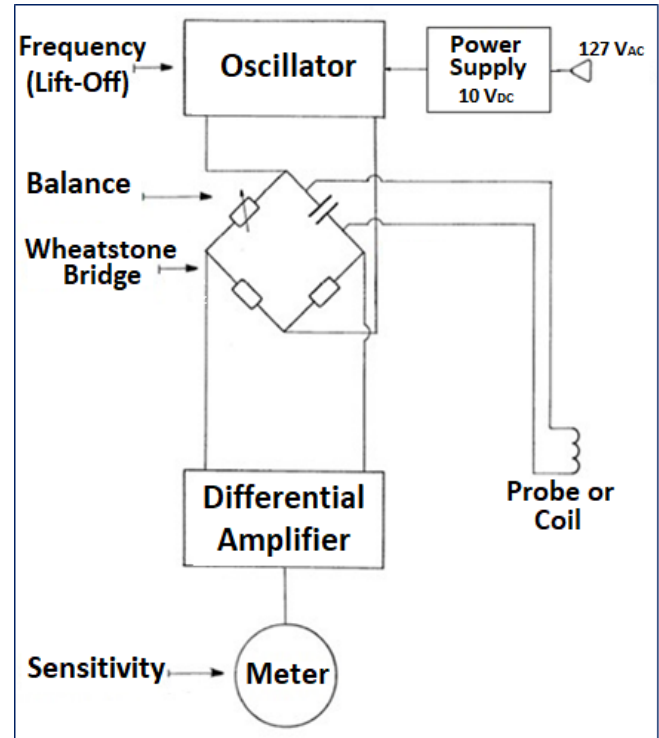 Frequency
(Lift-Off)
Oscillator
Power
Supply
10 VDC
127 VAC
Balance
Wheatstone
Bridge
Differential
Amplifier
Probe or
Coil
Sensitivity
Meter